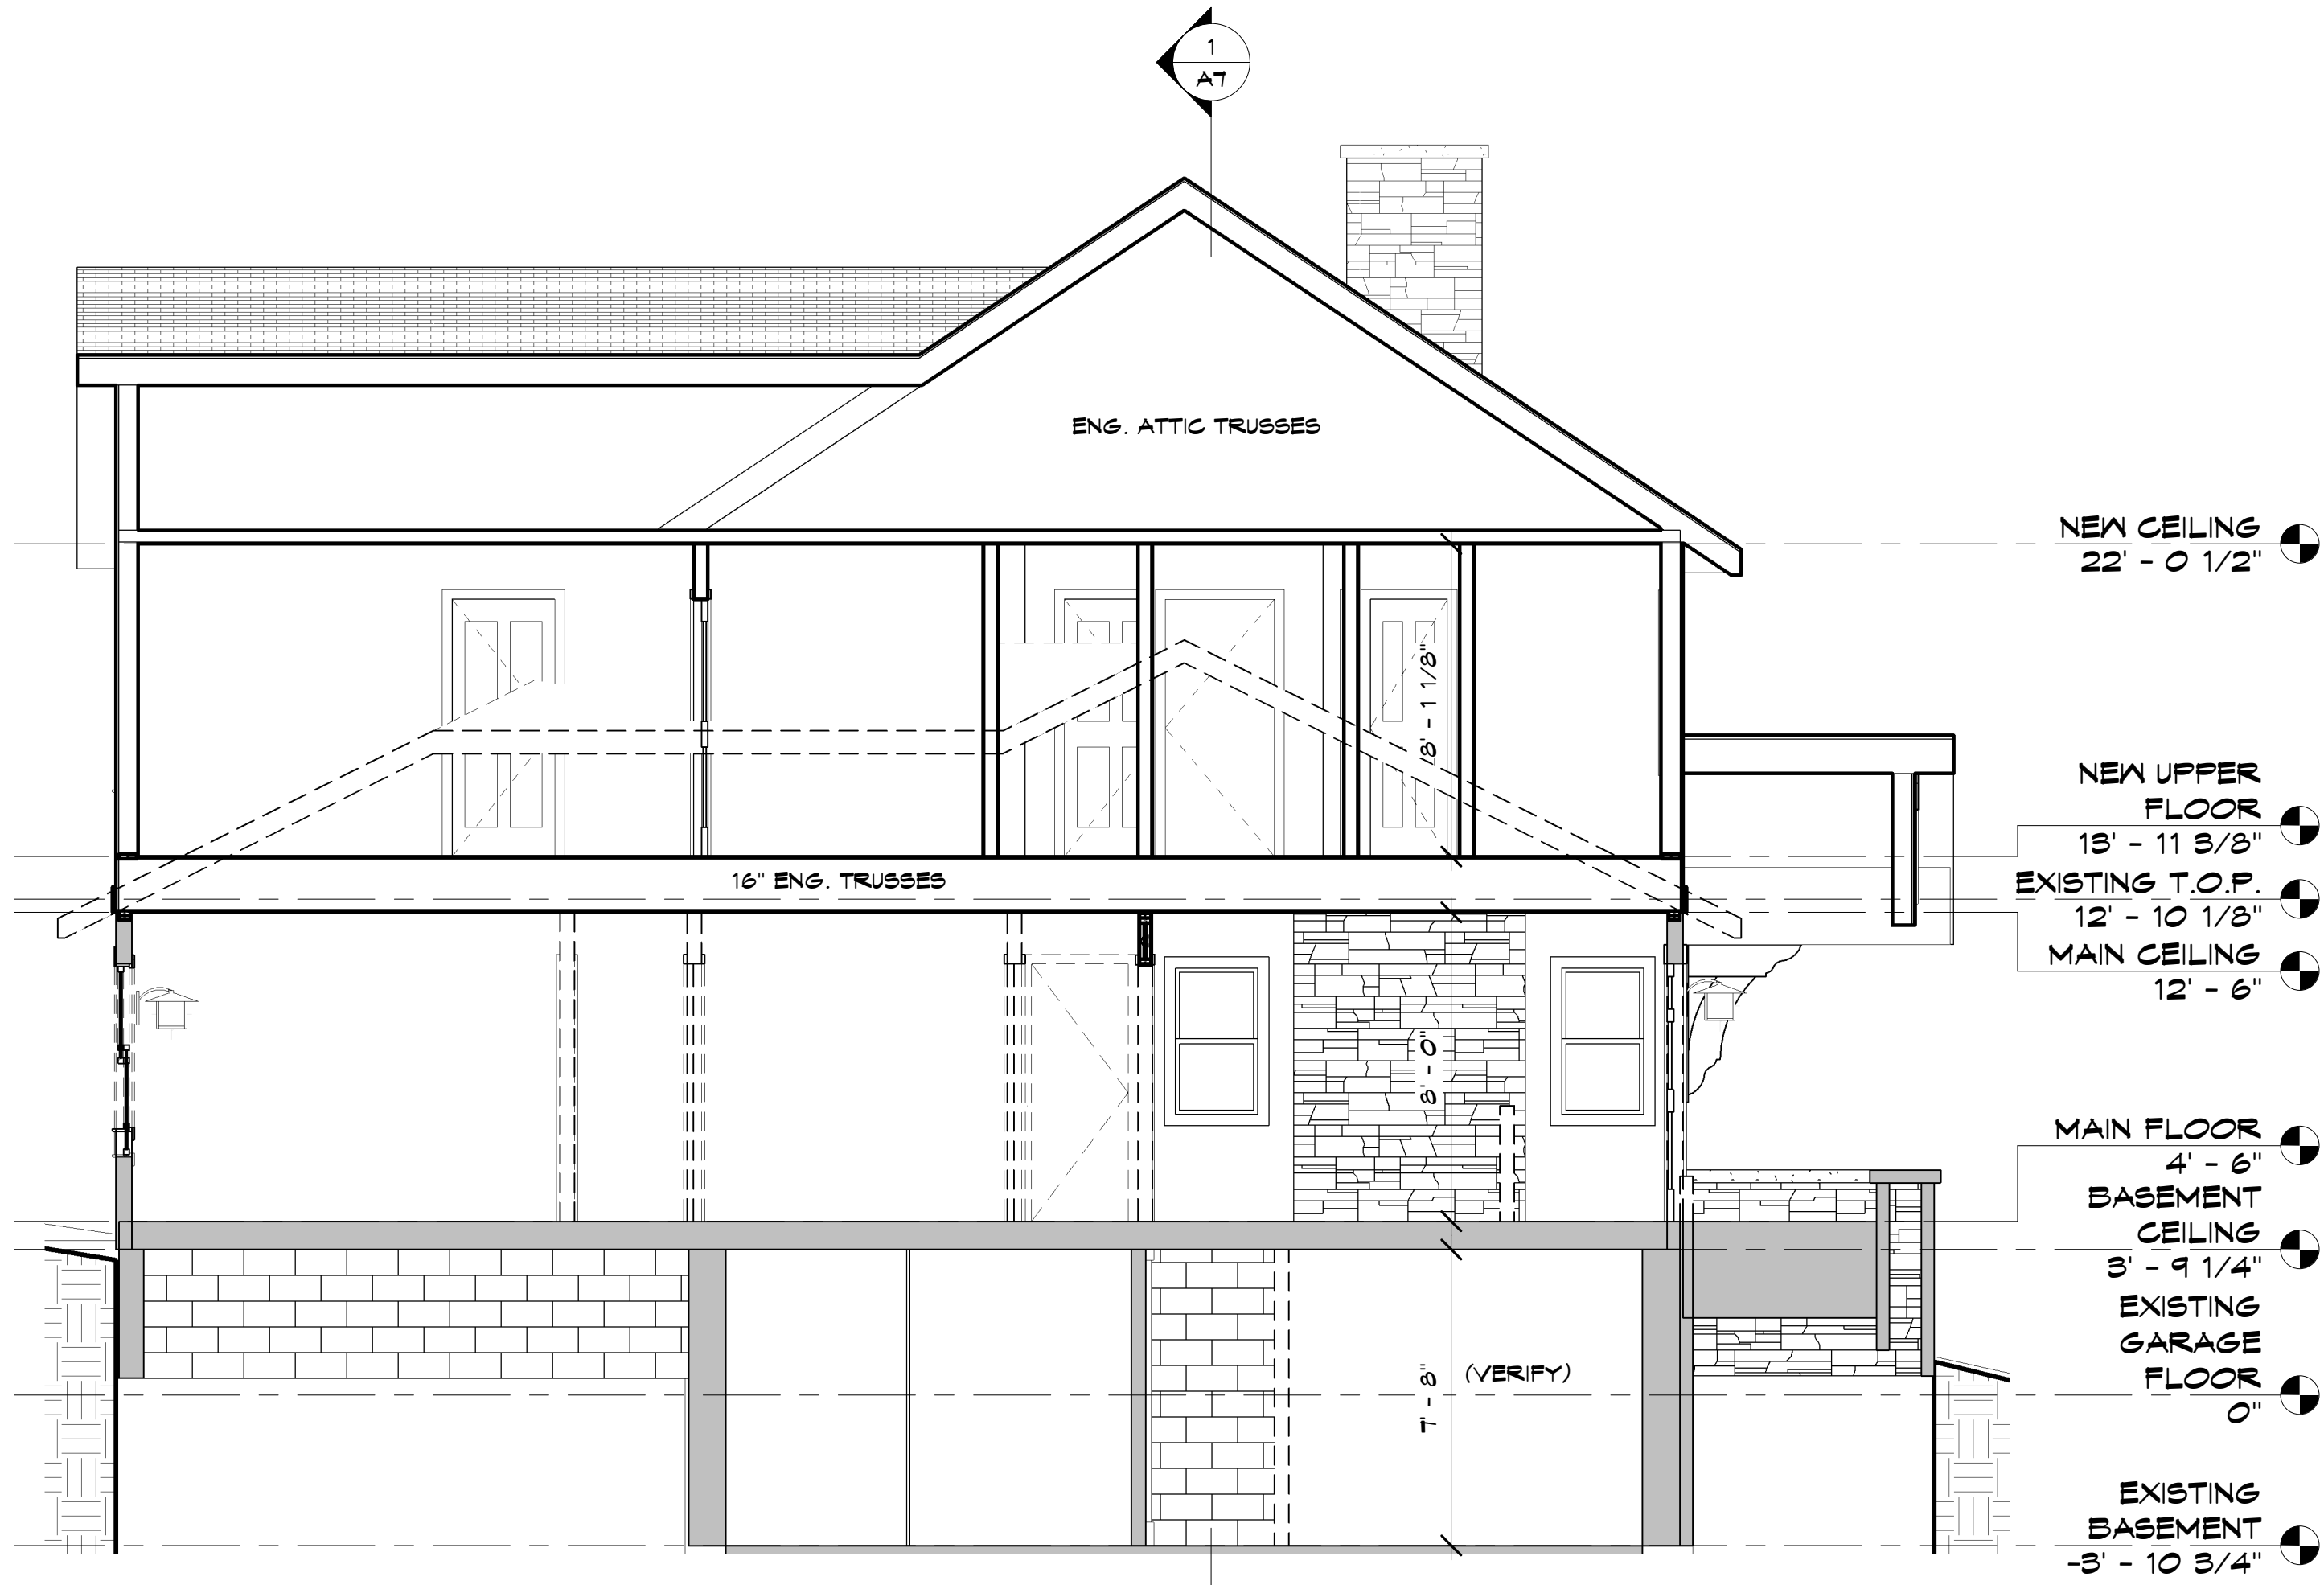 1
A7
ENG. ATTIC TRUSSES
NEW CEILING
22' - 0 1/2"
8' - 1 1/8"
NEW UPPER
FLOOR
13' - 11 3/8"
16" ENG. TRUSSES
EXISTING T.O.P.
12' - 10 1/8"
MAIN CEILING
12' - 6"
8' - 0"
MAIN FLOOR
4' - 6"
BASEMENT
CEILING
3' - 9 1/4"
EXISTING
GARAGE
FLOOR
0"
7' - 8"
(VERIFY)
EXISTING
BASEMENT
-3' - 10 3/4"